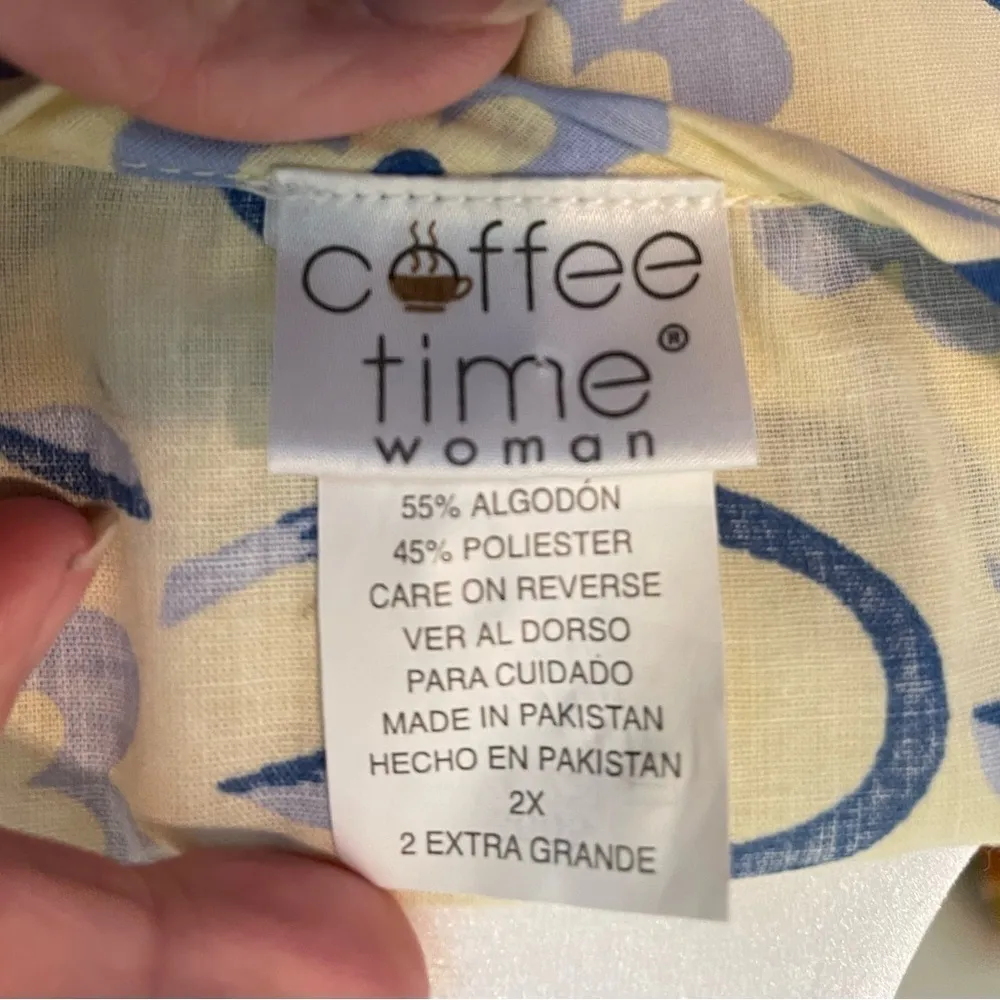 coffee
time®
woman
55% ALGODÓN
45% POLIESTER
CARE ON REVERSE
VER AL DORSO
PARA CUIDADO
MADE IN PAKISTAN
HECHO EN PAKISTAN
2X
2 EXTRA GRANDE